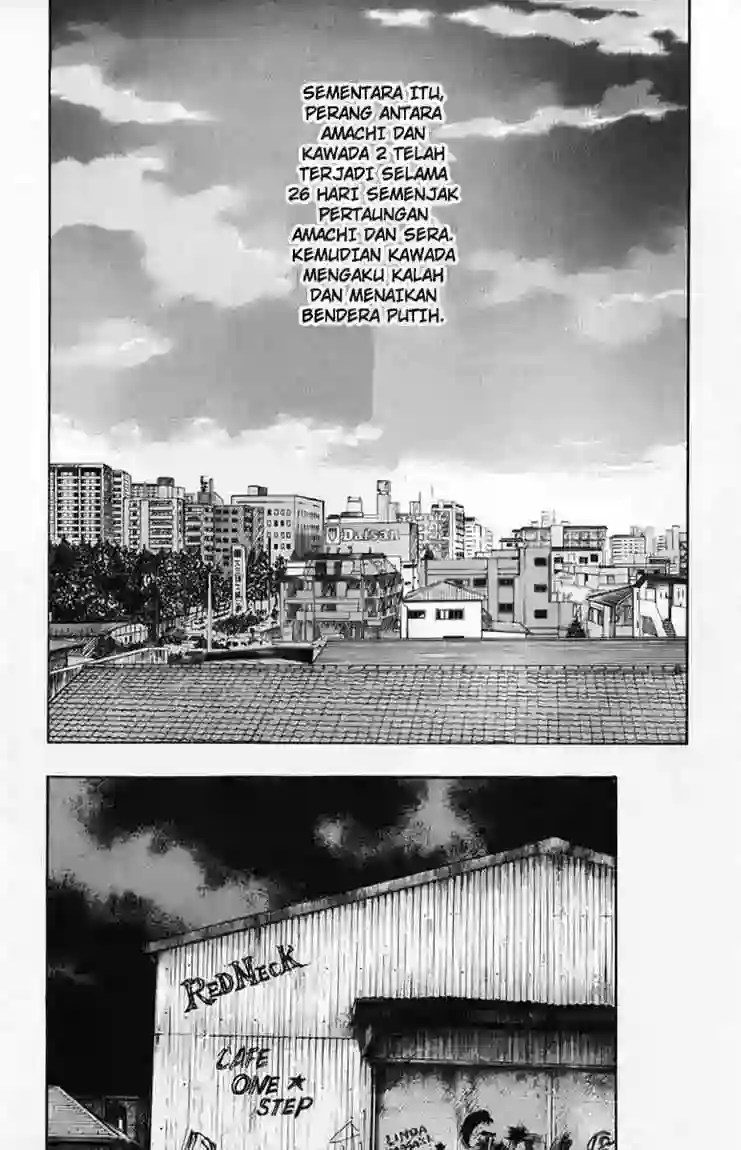 SEMENTARA ITU,
PERANG ANTARA
AMACHI DAN
KAWADA 2 TELAH
TERJADI SELAMA
26 HARI SEMENJAK
PERTAUNGAN
AMACHI DAN SERA.
KEMUDIAN KAWADA
MENGAKU KALAH
DAN MENAIKAN
BENDERA PUTIH.
Daisan
REDNECK
CAFE
ONE ★
STEP
LINDA